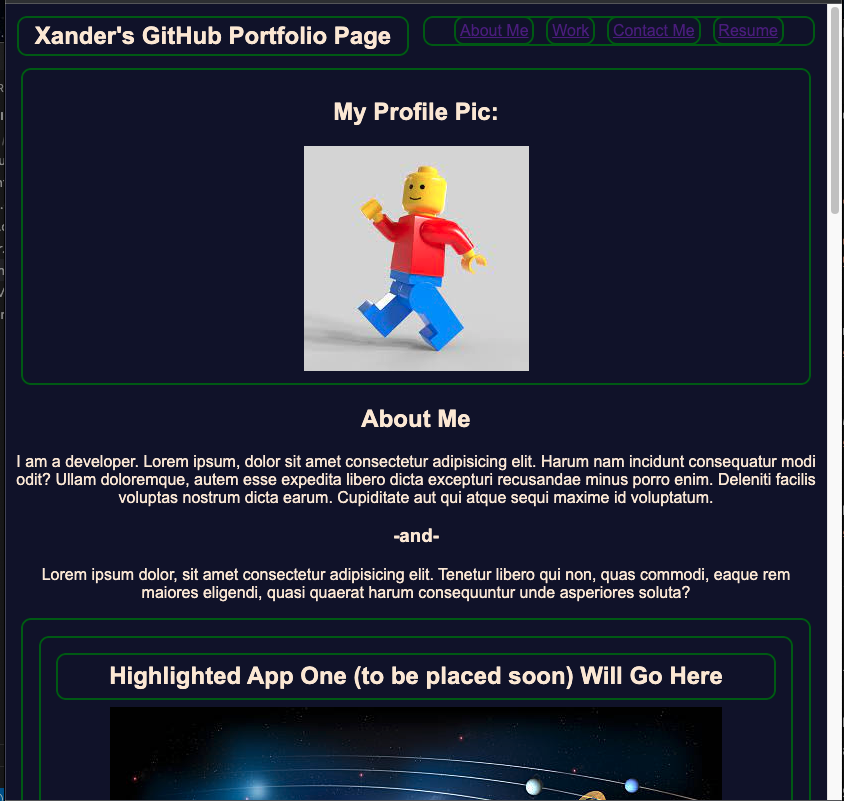 Xander's GitHub Portfolio Page
About Me Work Contact Me Resume
My Profile Pic:
About Me
I am a developer. Lorem ipsum, dolor sit amet consectetur adipisicing elit. Harum nam incidunt consequatur modi
odit? Ullam doloremque, autem esse expedita libero dicta excepturi recusandae minus porro enim. Deleniti facilis
voluptas nostrum dicta earum. Cupiditate aut qui atque sequi maxime id voluptatum.
-and-
Lorem ipsum dolor, sit amet consectetur adipisicing elit. Tenetur libero qui non, quas commodi, eaque rem
maiores eligendi, quasi quaerat harum consequuntur unde asperiores soluta?
Highlighted App One (to be placed soon) Will Go Here